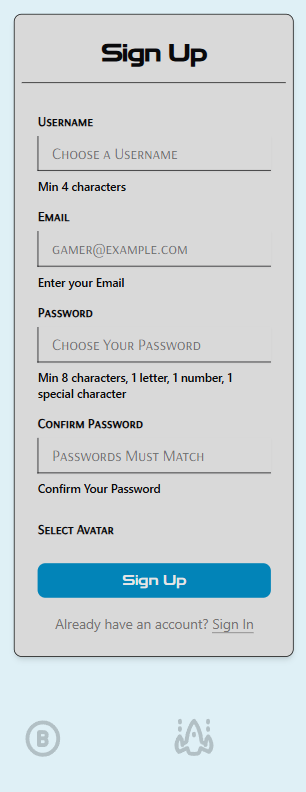 Sign Up
Username
Choose a Username
Min 4 characters
Email
gamer@example.com
Enter your Email
Password
Choose Your Password
Min 8 characters, 1 letter, 1 number, 1
special character
Confirm Password
Passwords Must Match
Confirm Your Password
Select Avatar
Sign Up
Already have an account? Sign In
B